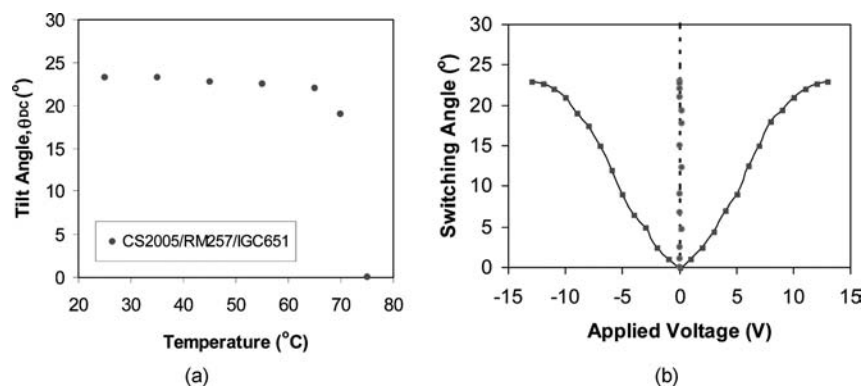 30
25
20
15
10
5
0
Tilt Angle,θDC(°)
CS2005/RM257/IGC651
20 30 40 50 60 70 80
Temperature (°C)
(a)
30
25
20
15
10
5
0
Switching Angle (°)
-15 -10 -5 0 5 10 15
Applied Voltage (V)
(b)